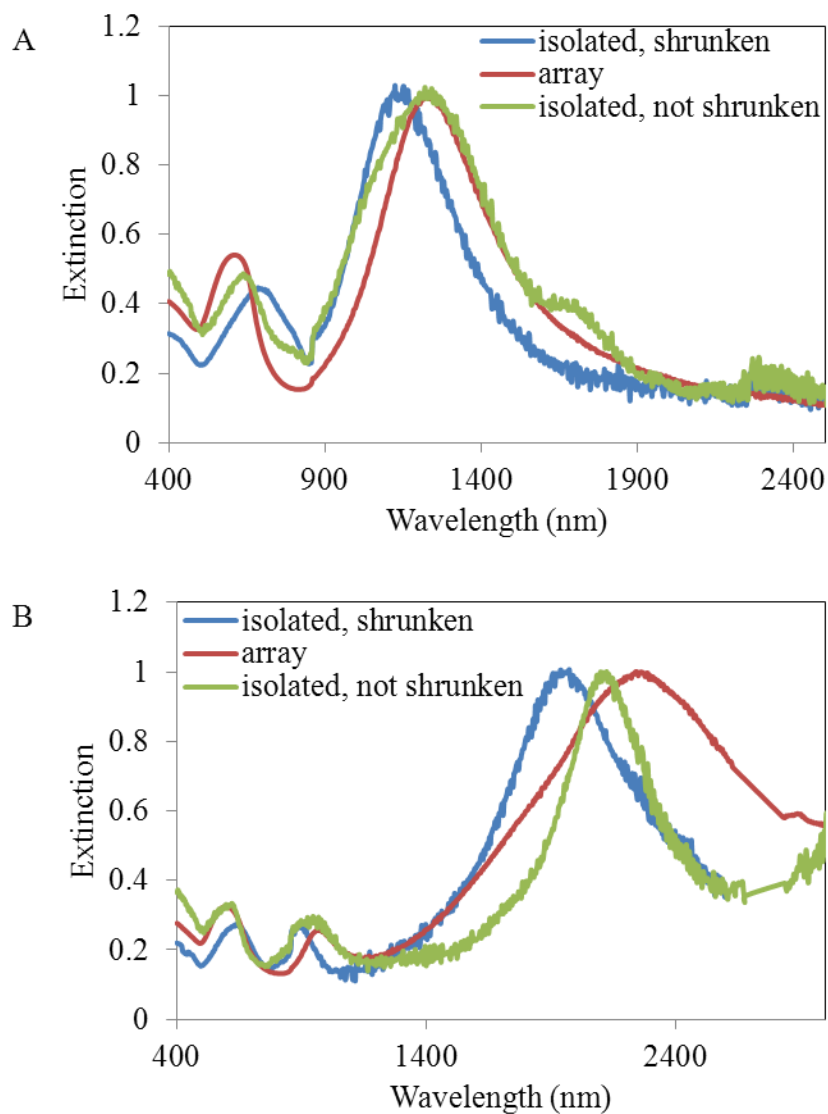 A
1.2
1
0.8
0.6
0.4
0.2
0
Extinction
isolated, shrunken
array
isolated, not shrunken
400 900 1400 1900 2400
Wavelength (nm)
B
1.2
1
0.8
0.6
0.4
0.2
0
Extinction
isolated, shrunken
array
isolated, not shrunken
400 1400 2400
Wavelength (nm)